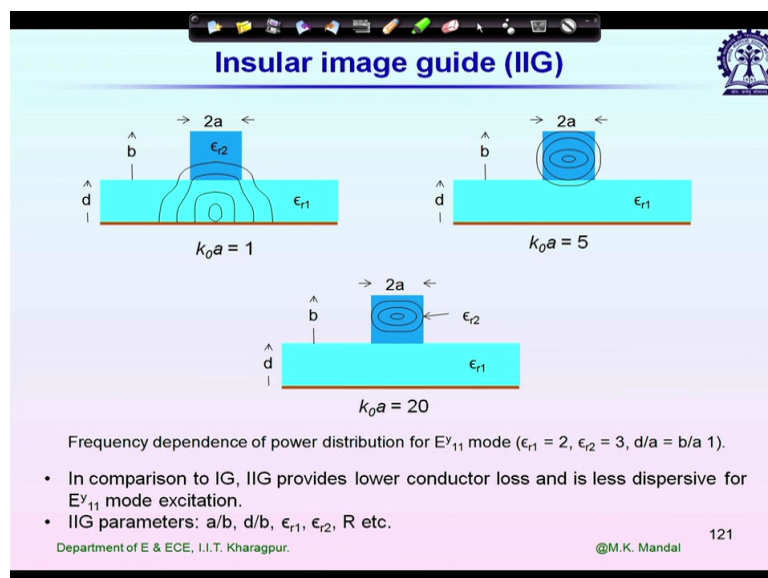 Insular image guide (IIG)
2a
b
ϵr2
d
ϵr1
k₀a = 1
2a
b
d
ϵr1
k₀a = 5
2a
b
ϵr2
d
ϵr1
k₀a = 20
Frequency dependence of power distribution for Eʸ₁₁ mode (ϵr1 = 2, ϵr2 = 3, d/a = b/a 1).
• In comparison to IG, IIG provides lower conductor loss and is less dispersive for
Eʸ₁₁ mode excitation.
• IIG parameters: a/b, d/b, ϵr1, ϵr2, R etc.
121
Department of E & ECE, I.I.T. Kharagpur.
@M.K. Mandal